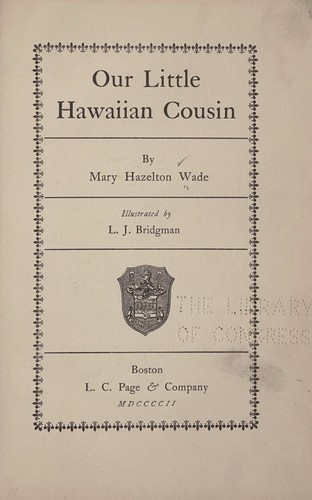 Our Little
Hawaiian Cousin
By
Mary Hazelton Wade
Illustrated by
L. J. Bridgman
THE LIBRARY
OF CONGRESS
Boston
L. C. Page & Company
MDCCCCII